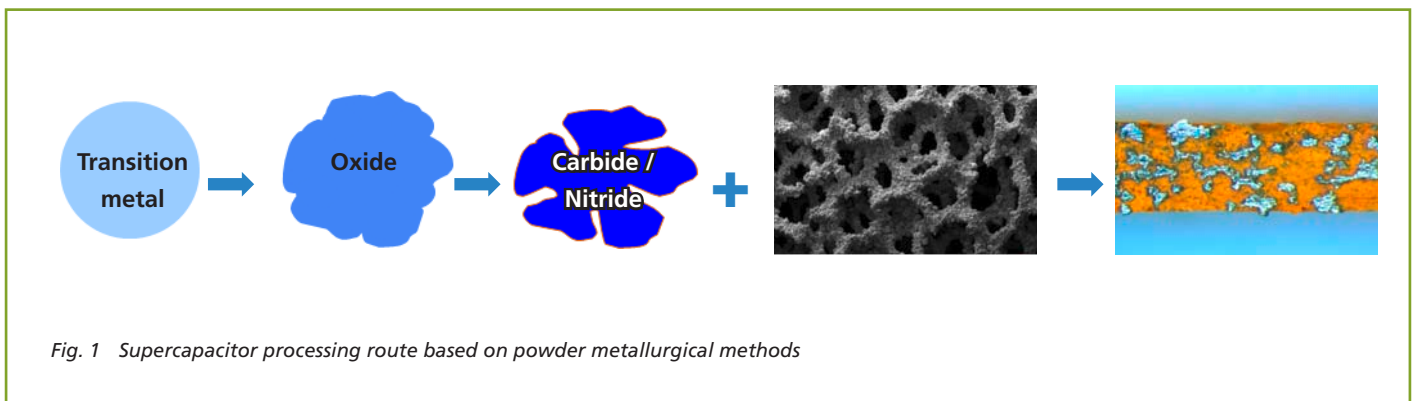 Transition
metal
Oxide
Carbide /
Nitride
Fig. 1 Supercapacitor processing route based on powder metallurgical methods